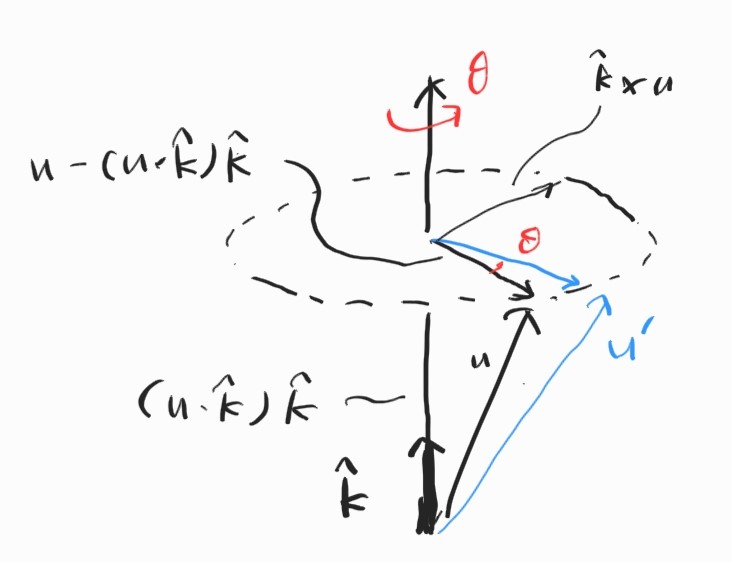 θ
k̂ × u
u - (u · k̂) k̂
θ
u
u'
(u · k̂) k̂
k̂